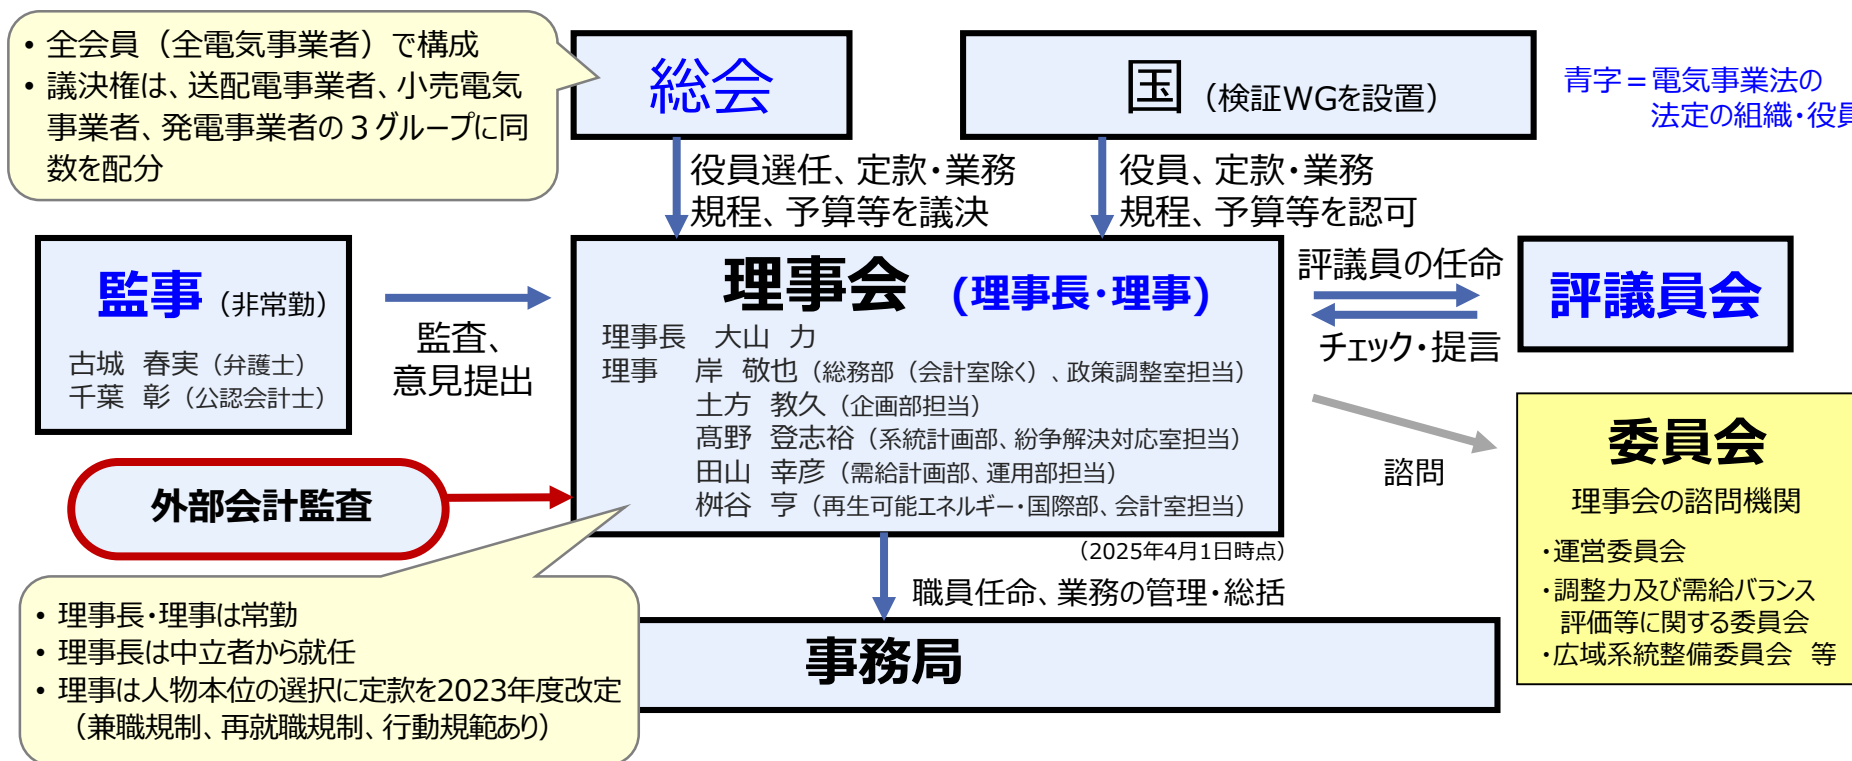 ・全会員（全電気事業者）で構成
・議決権は、送配電事業者、小売電気
事業者、発電事業者の３グループに同
数を配分
総会
国（検証WGを設置）
青字＝電気事業法の
法定の組織・役員
役員選任、定款・業務
規程、予算等を議決
役員、定款・業務
規程、予算等を認可
監事（非常勤）
古城 春実（弁護士）
千葉 彰（公認会計士）
監査、
意見提出
理事会 (理事長・理事)
理事長 大山 力
理事 岸 敬也（総務部（会計室除く）、政策調整室担当）
土方 教久（企画部担当）
髙野 登志裕（系統計画部、紛争解決対応室担当）
田山 幸彦（需給計画部、運用部担当）
桝谷 亨（再生可能エネルギー・国際部、会計室担当）
（2025年4月1日時点）
評議員の任命
チェック・提言
評議員会
諮問
委員会
理事会の諮問機関
・運営委員会
・調整力及び需給バランス
評価等に関する委員会
・広域系統整備委員会 等
外部会計監査
・理事長・理事は常勤
・理事長は中立者から就任
・理事は人物本位の選択に定款を2023年度改定
（兼職規制、再就職規制、行動規範あり）
職員任命、業務の管理・総括
事務局